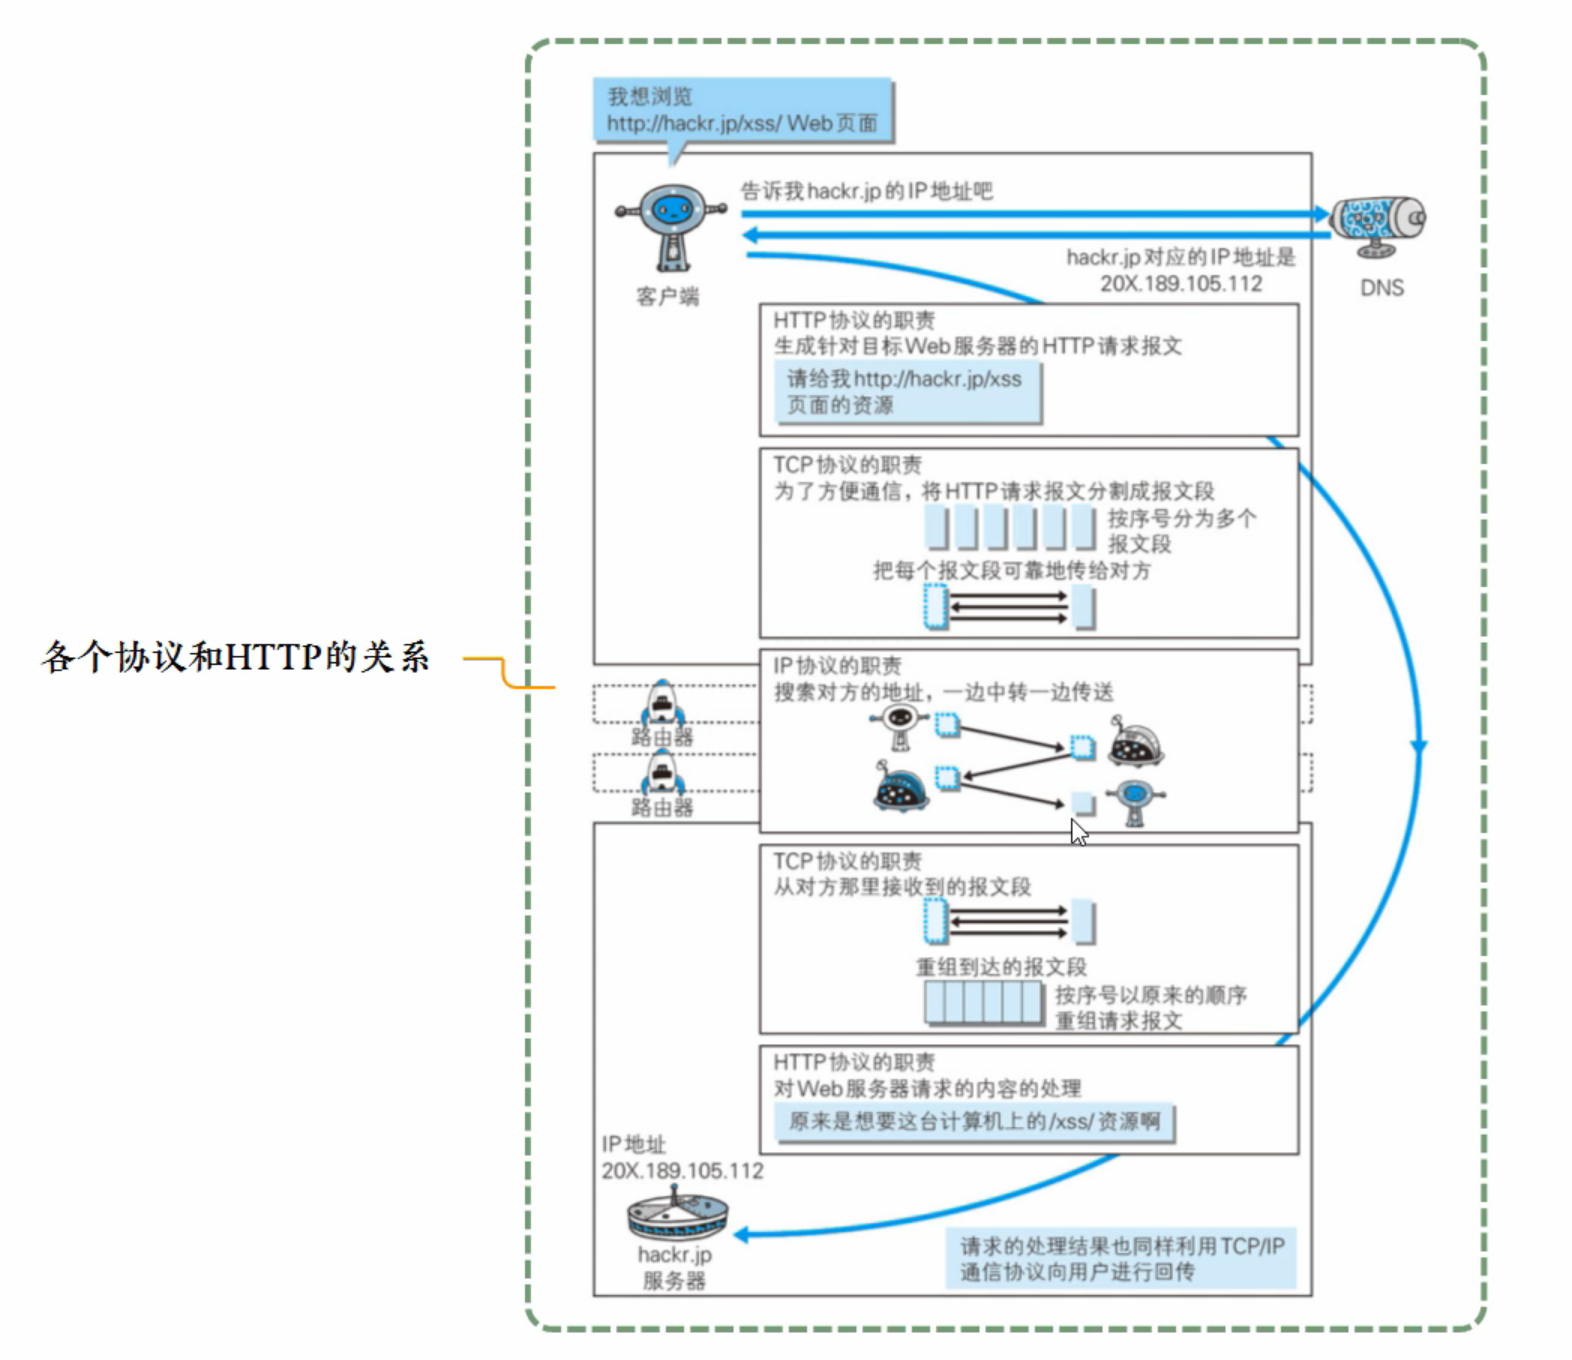 我想浏览
http://hackr.jp/xss/ Web页面
告诉我hackr.jp的IP地址吧
hackr.jp对应的IP地址是
20X.189.105.112
客户端
DNS
HTTP协议的职责
生成针对目标Web服务器的HTTP请求报文
请给我http://hackr.jp/xss
页面的资源
TCP协议的职责
为了方便通信，将HTTP请求报文分割成报文段
按序号分为多个
报文段
把每个报文段可靠地传给对方
各个协议和HTTP的关系
IP协议的职责
搜索对方的地址，一边中转一边传送
路由器
路由器
TCP协议的职责
从对方那里接收到的报文段
重组到达的报文段
按序号以原来的顺序
重组请求报文
HTTP协议的职责
对Web服务器请求的内容的处理
原来是想要这台计算机上的/xss/资源啊
IP地址
20X.189.105.112
hackr.jp
服务器
请求的处理结果也同样利用TCP/IP
通信协议向用户进行回传